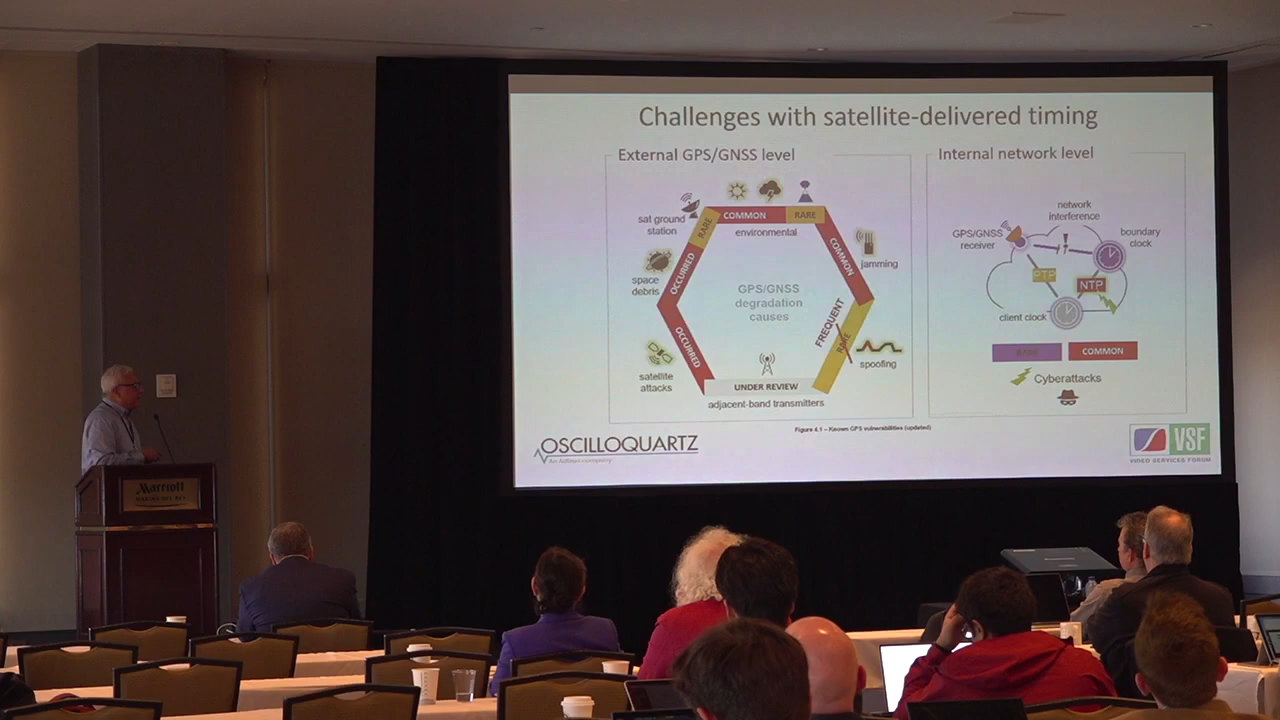 Challenges with satellite-delivered timing
External GPS/GNSS level
sat ground
station
RARE
COMMON
RARE
environmental
COMMON
jamming
space
debris
OCCURRED
GPS/GNSS
degradation
causes
FREQUENT
RARE
spoofing
OCCURRED
satellite
attacks
UNDER REVIEW
adjacent-band transmitters
Internal network level
network
interference
GPS/GNSS
receiver
boundary
clock
PTP
NTP
client clock
RARE
COMMON
Cyberattacks
Figure 4.1 – Known GPS vulnerabilities (updated)
OSCILLOQUARTZ
An Adtran company
VSF
VIDEO SERVICES FORUM
Marriott